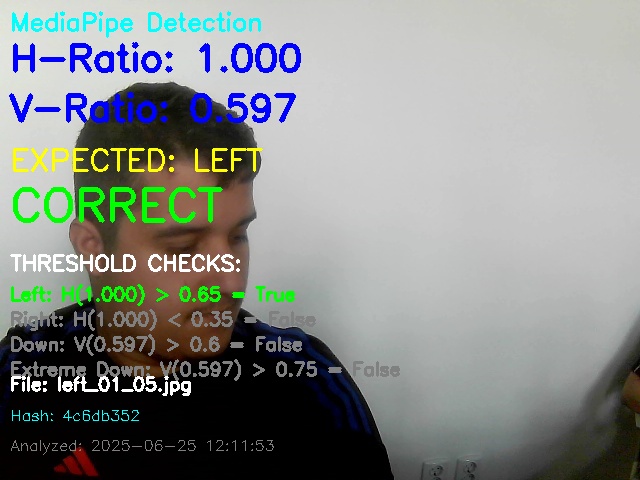 MediaPipe Detection
H-Ratio: 1.000
V-Ratio: 0.597
EXPECTED: LEFT
CORRECT
THRESHOLD CHECKS:
Left: H(1.000) > 0.65 = True
Right: H(1.000) < 0.35 = False
Down: V(0.597) > 0.6 = False
Extreme Down: V(0.597) > 0.75 = False
File: left_01_05.jpg
Hash: 4c6db352
Analyzed: 2025-06-25 12:11:53